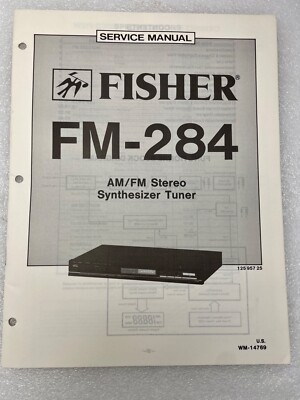 SERVICE MANUAL
FISHER
FM-284
AM/FM Stereo
Synthesizer Tuner
125 957 25
U.S.
WM-14769